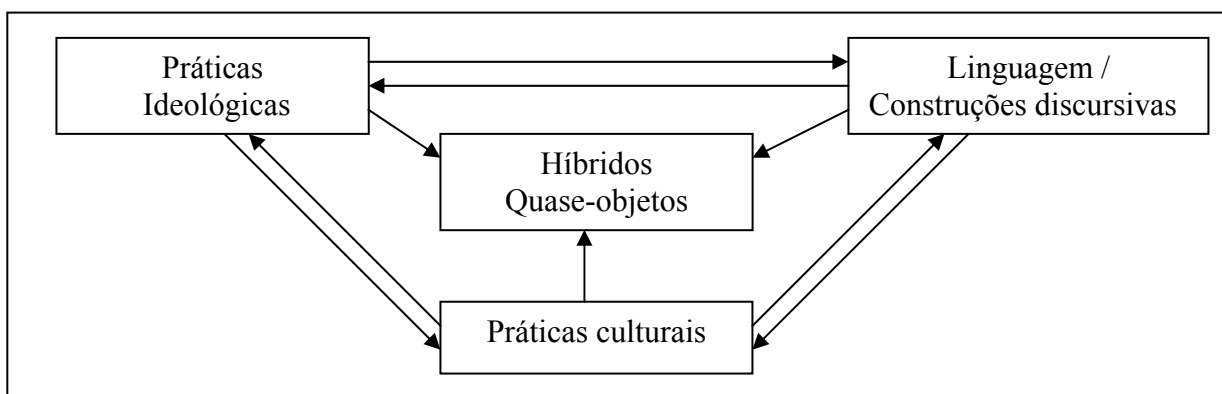 Práticas
Ideológicas
Linguagem /
Construções discursivas
Híbridos
Quase-objetos
Práticas culturais